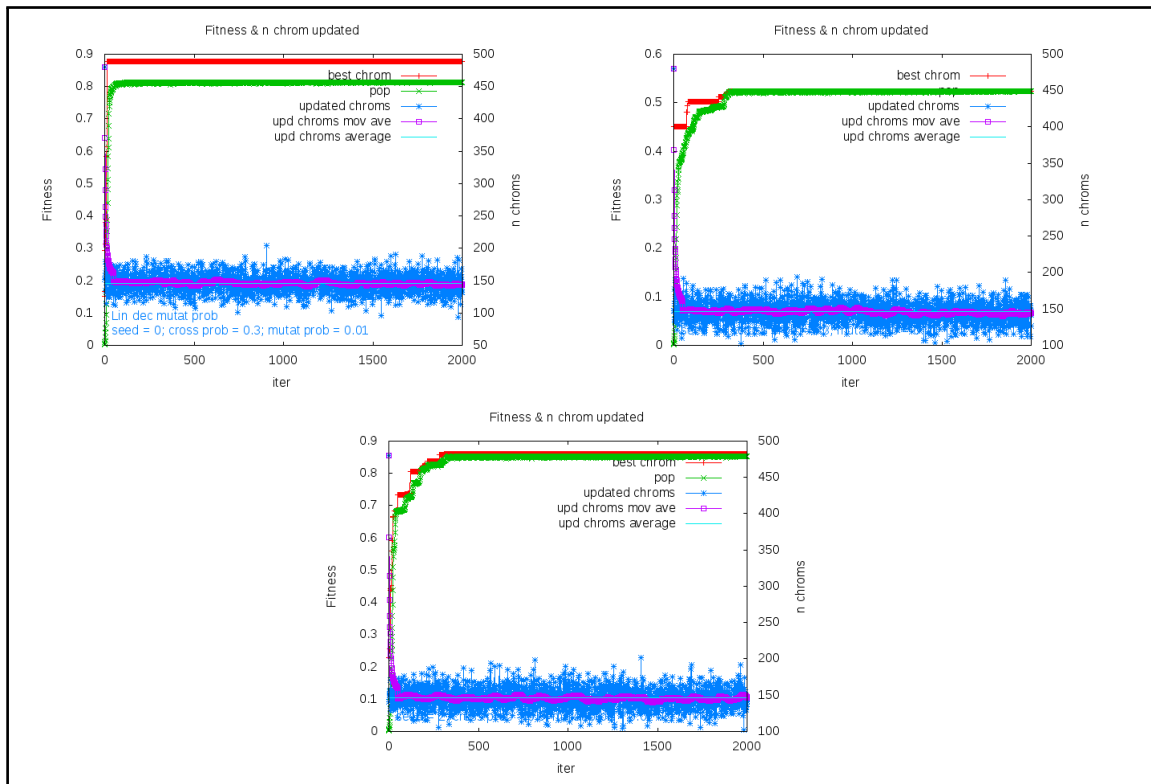 Fitness & n chrom updated
0.9
0.8
0.7
0.6
0.5
0.4
0.3
0.2
0.1
0
Fitness
500
450
400
350
300
250
200
150
100
50
n chroms
best chrom
pop
updated chroms
upd chroms mov ave
upd chroms average
Lin dec mutat prob
seed = 0; cross prob = 0.3; mutat prob = 0.01
0 500 1000 1500 2000
iter
Fitness & n chrom updated
0.6
0.5
0.4
0.3
0.2
0.1
0
Fitness
500
450
400
350
300
250
200
150
100
n chroms
best chrom
pop
updated chroms
upd chroms mov ave
upd chroms average
0 500 1000 1500 2000
iter
Fitness & n chrom updated
0.9
0.8
0.7
0.6
0.5
0.4
0.3
0.2
0.1
0
Fitness
500
450
400
350
300
250
200
150
100
n chroms
best chrom
pop
updated chroms
upd chroms mov ave
upd chroms average
0 500 1000 1500 2000
iter